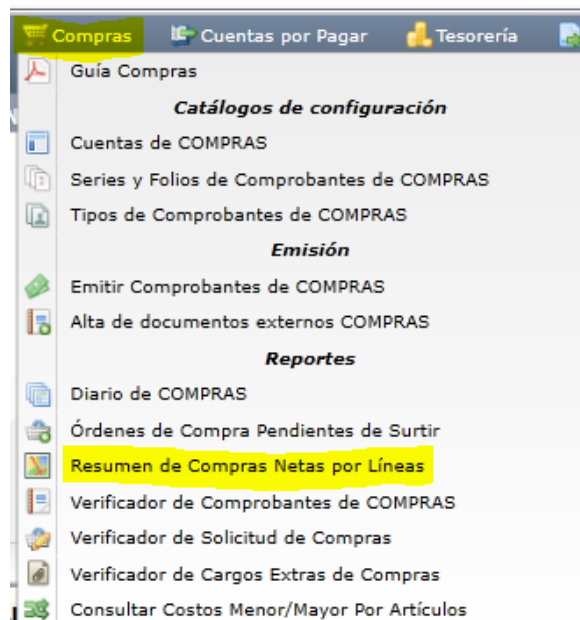 Compras Cuentas por Pagar Tesorería
Guía Compras
Catálogos de configuración
Cuentas de COMPRAS
Series y Folios de Comprobantes de COMPRAS
Tipos de Comprobantes de COMPRAS
Emisión
Emitir Comprobantes de COMPRAS
Alta de documentos externos COMPRAS
Reportes
Diario de COMPRAS
Órdenes de Compra Pendientes de Surtir
Resumen de Compras Netas por Líneas
Verificador de Comprobantes de COMPRAS
Verificador de Solicitud de Compras
Verificador de Cargos Extras de Compras
Consultar Costos Menor/Mayor Por Artículos